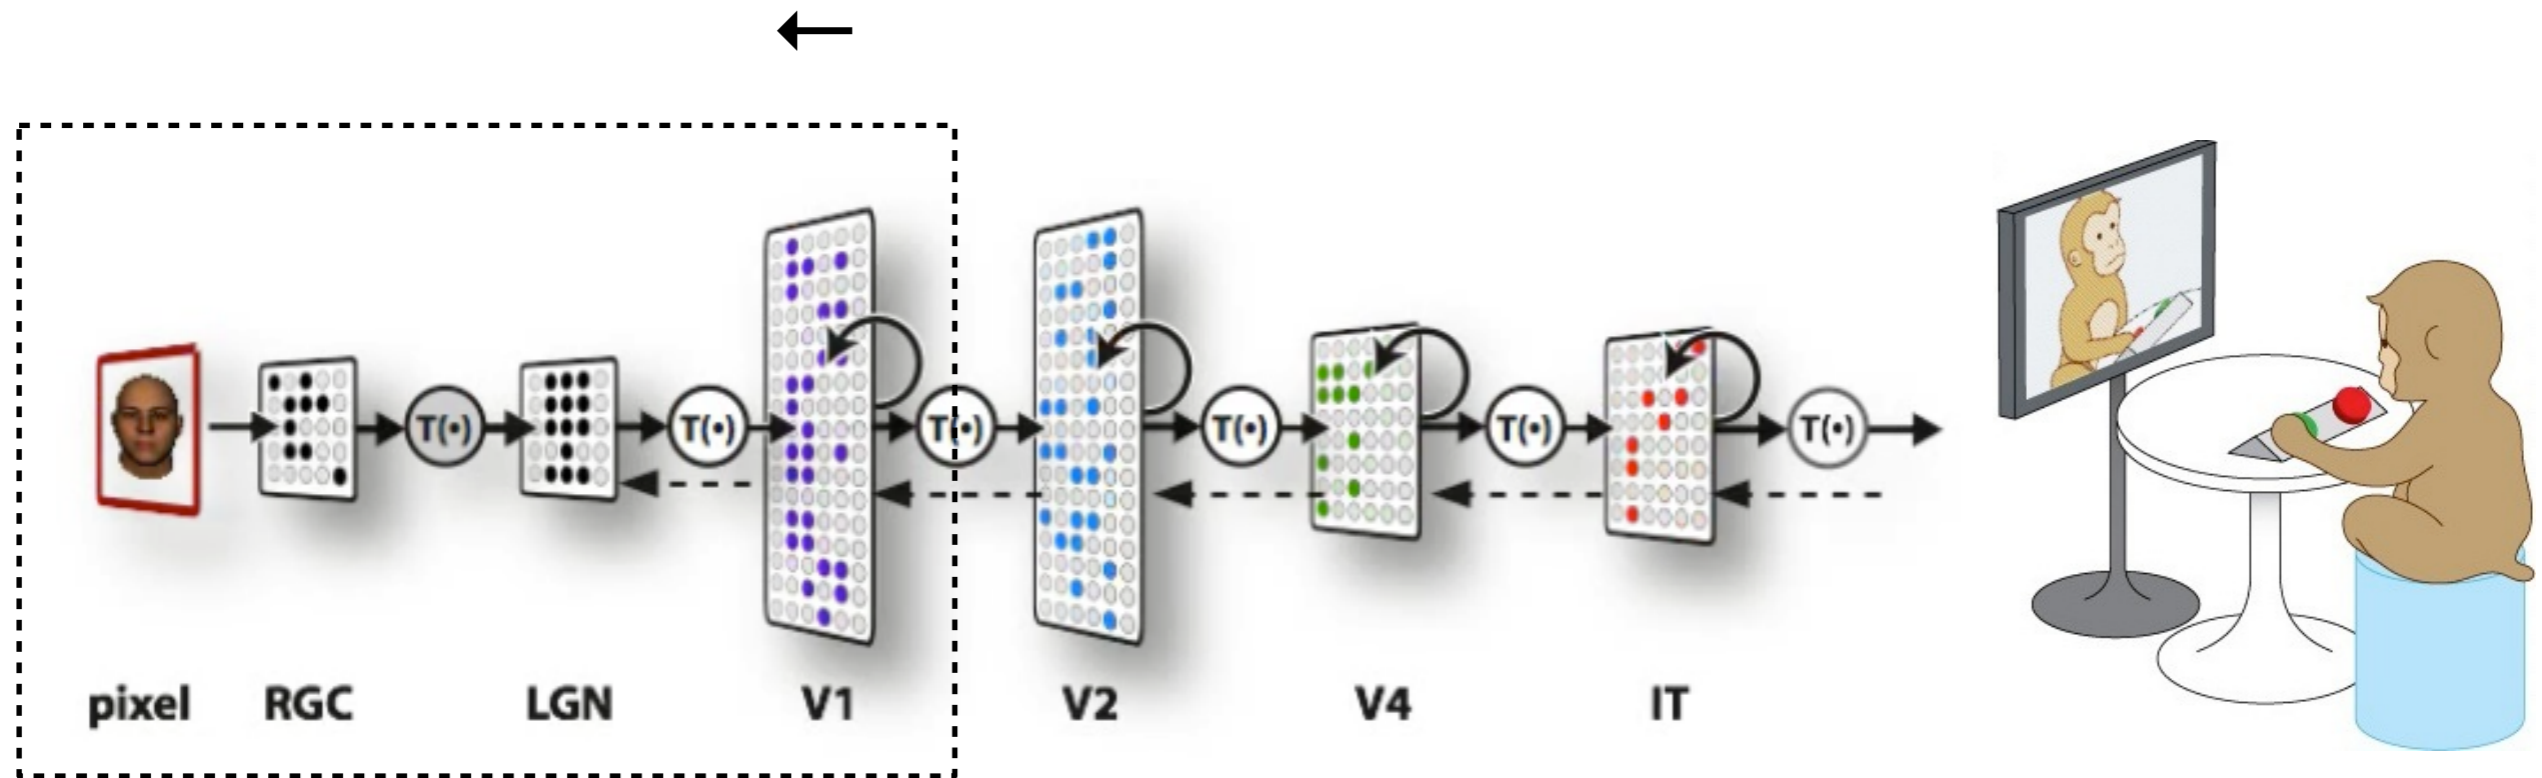 T(•) T(•) T(•) T(•) T(•) T(•)
pixel RGC LGN V1 V2 V4 IT